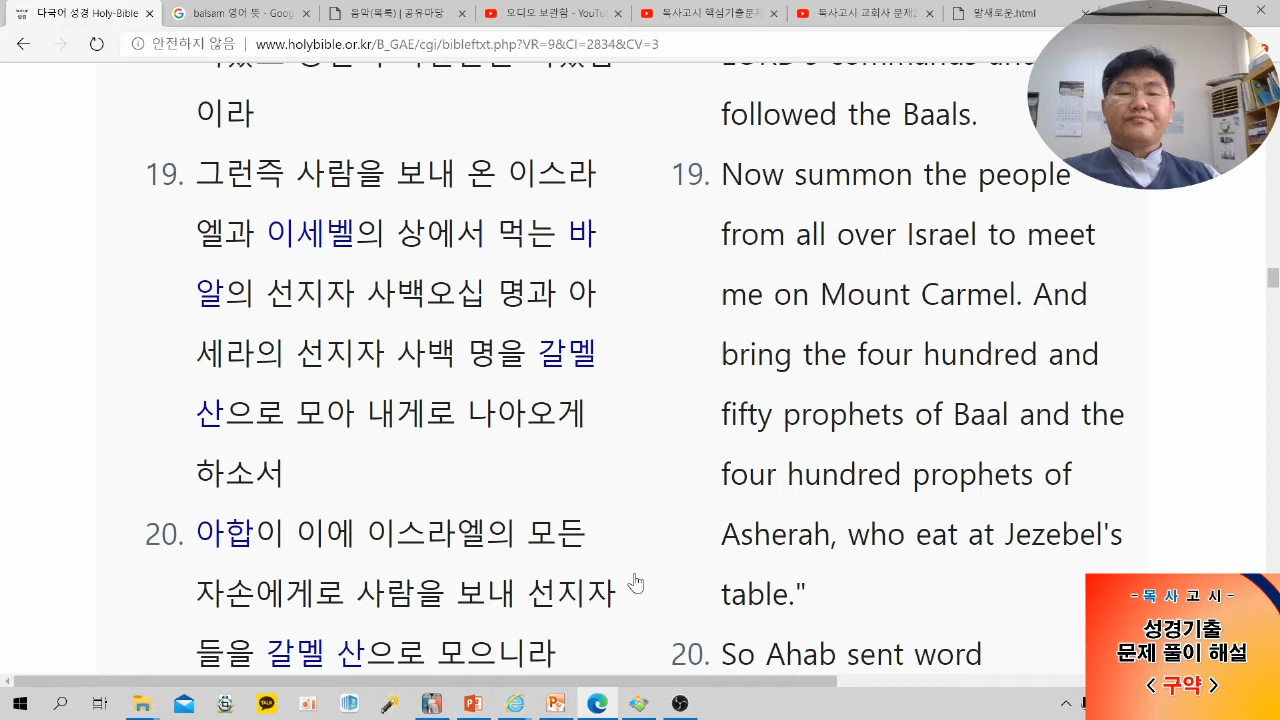 다국어 성경 Holy-Bible
balsam 영어 뜻 - Goog
음악(목록) | 공유마당
오디오 보관함 - YouTu
목사고시 핵심기출문
목사고시 교회사 문제2
말새로운.html
안전하지 않음 | www.holybible.or.kr/B_GAE/cgi/bibleftxt.php?VR=9&CI=2834&CV=3
이라
followed the Baals.
19. 그런즉 사람을 보내 온 이스라
엘과 이세벨의 상에서 먹는 바
알의 선지자 사백오십 명과 아
세라의 선지자 사백 명을 갈멜
산으로 모아 내게로 나아오게
하소서
20. 아합이 이에 이스라엘의 모든
자손에게로 사람을 보내 선지자
들을 갈멜 산으로 모으니라
19. Now summon the people
from all over Israel to meet
me on Mount Carmel. And
bring the four hundred and
fifty prophets of Baal and the
four hundred prophets of
Asherah, who eat at Jezebel's
table."
20. So Ahab sent word
- 목 사 고 시 -
성경기출
문제 풀이 해설
< 구약 >